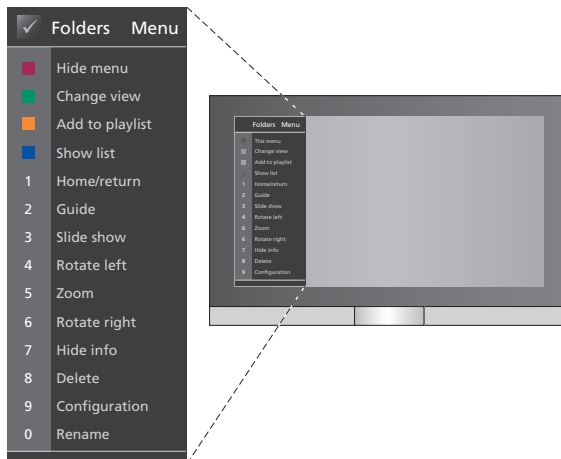 Folders Menu
Hide menu
Change view
Add to playlist
Show list
1 Home/return
2 Guide
3 Slide show
4 Rotate left
5 Zoom
6 Rotate right
7 Hide info
8 Delete
9 Configuration
0 Rename
Folders Menu
This menu
Change view
Add to playlist
Show list
1 Home/return
2 Guide
3 Slide show
4 Rotate left
6 Zoom
6 Rotate right
7 Hide info
8 Delete
9 Configuration